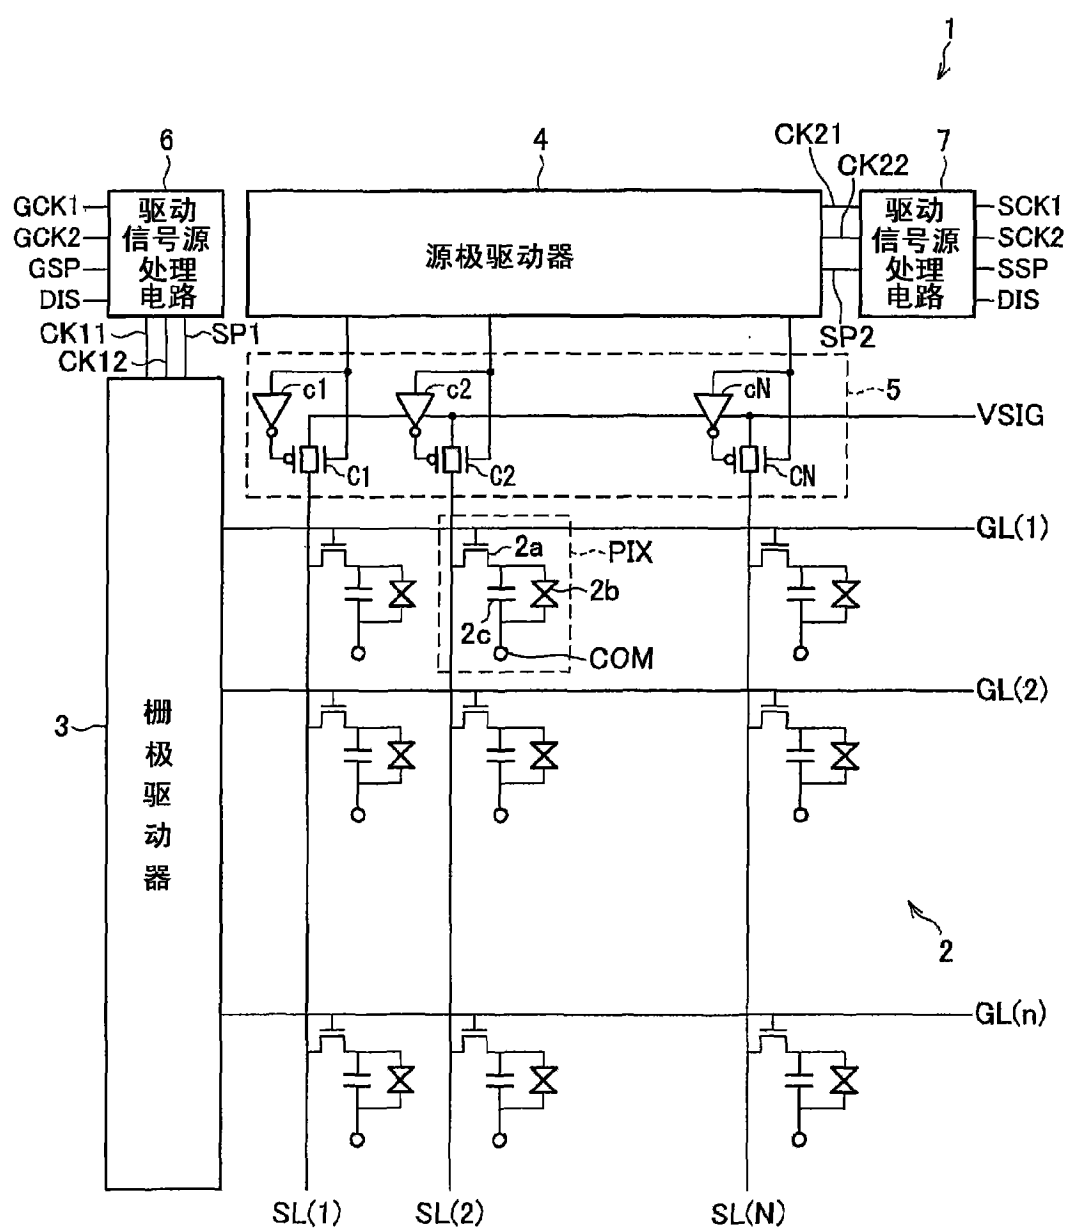 1
6
4
7
CK21
CK22
GCK1
GCK2
GSP
DIS
驱动
信号源
处理
电路
源极驱动器
驱动
信号源
处理
电路
SCK1
SCK2
SSP
DIS
CK11
CK12
SP1
SP2
c1
c2
cN
5
VSIG
C1
C2
CN
GL(1)
2a
PIX
2b
2c
COM
GL(2)
3
栅极驱动器
2
GL(n)
SL(1)
SL(2)
SL(N)